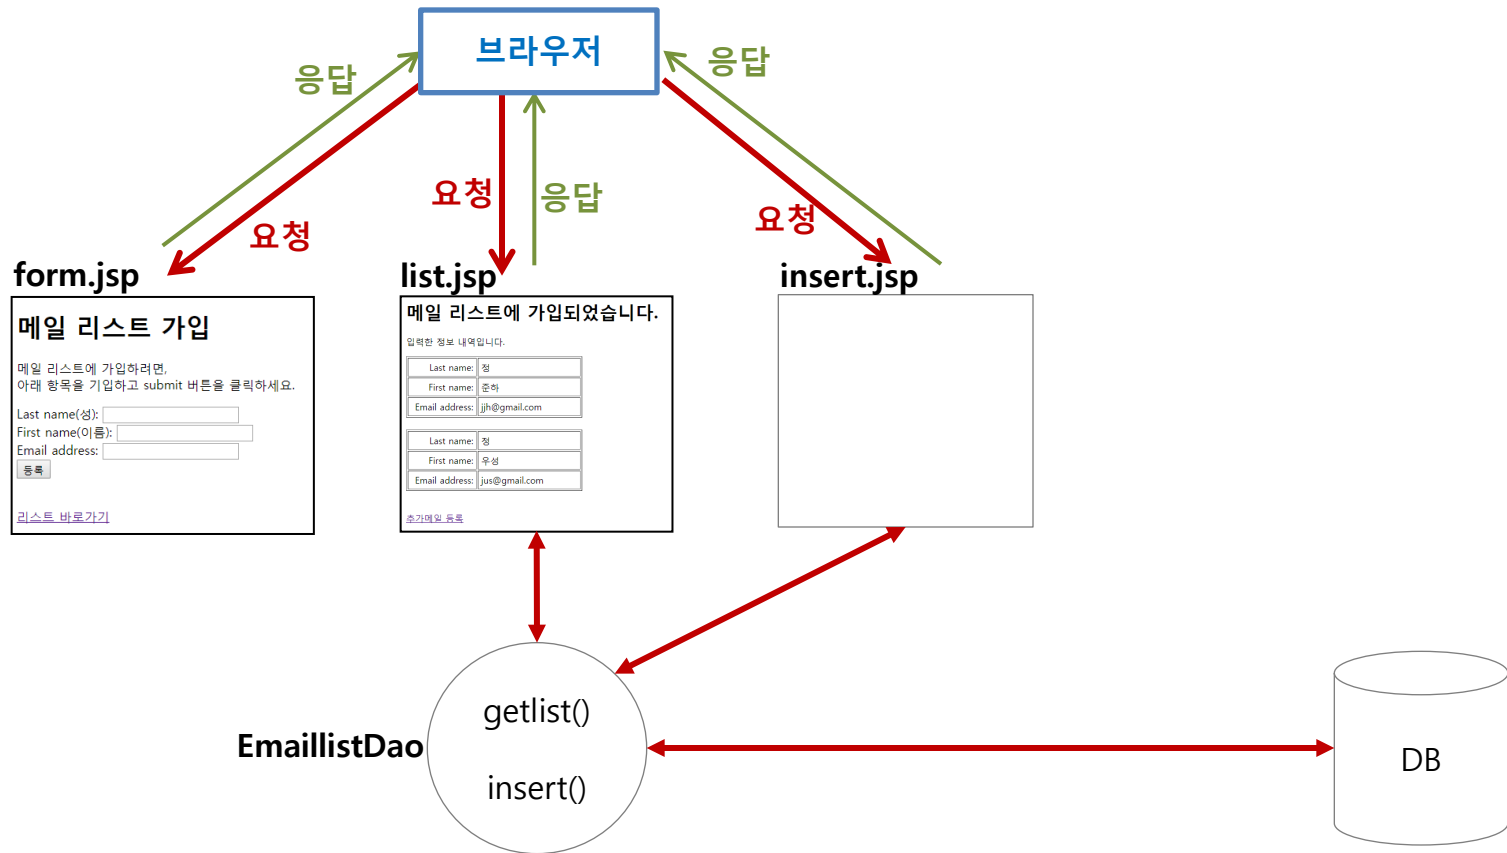 브라우저
응답
응답
요청
응답
요청
요청
form.jsp
메일 리스트 가입
메일 리스트에 가입하려면,
아래 항목을 기입하고 submit 버튼을 클릭하세요.
Last name(성):
First name(이름):
Email address:
등록
리스트 바로가기
list.jsp
메일 리스트에 가입되었습니다.
입력한 정보 내역입니다.
Last name: 정
First name: 준하
Email address: jjh@gmail.com
Last name: 정
First name: 우성
Email address: jus@gmail.com
추가메일 등록
insert.jsp
EmaillistDao
getlist()
insert()
DB